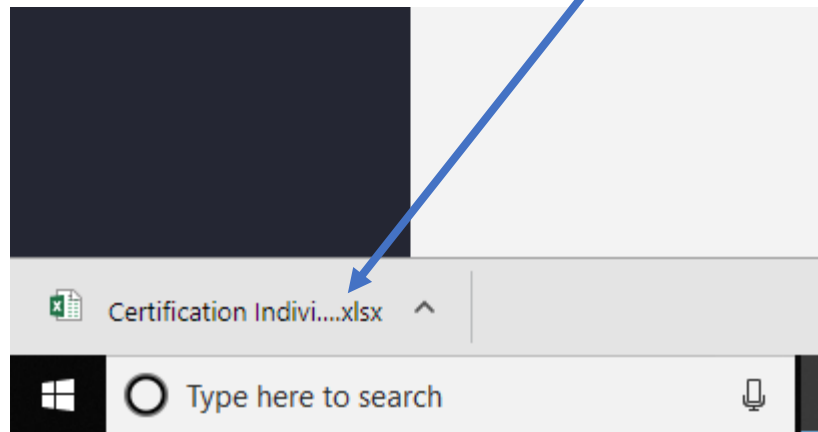 Certification Indivi....xlsx
Type here to search